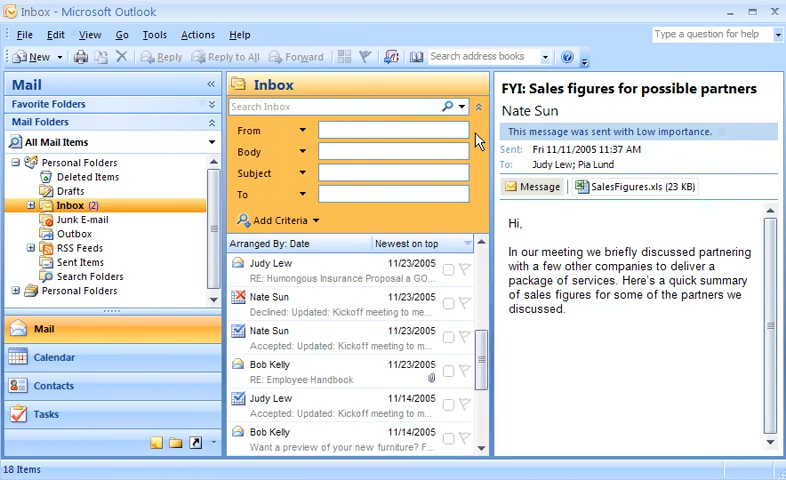 Inbox - Microsoft Outlook
File Edit View Go Tools Actions Help
Type a question for help
New Reply Reply to All Forward Search address books
Mail
Favorite Folders
Mail Folders
All Mail Items
Personal Folders
Deleted Items
Drafts
Inbox (2)
Junk E-mail
Outbox
RSS Feeds
Sent Items
Search Folders
Personal Folders
Mail
Calendar
Contacts
Tasks
Inbox
Search Inbox
From
Body
Subject
To
Add Criteria
Arranged By: Date Newest on top
Judy Lew 11/23/2005
RE: Humongous Insurance Proposal a GO...
Nate Sun 11/23/2005
Declined: Updated: Kickoff meeting to m...
Nate Sun 11/23/2005
Accepted: Updated: Kickoff meeting to m...
Bob Kelly 11/23/2005
RE: Employee Handbook
Judy Lew 11/14/2005
Accepted: Updated: Kickoff meeting to m...
Bob Kelly 11/14/2005
Want a preview of your new furniture? F...
FYI: Sales figures for possible partners
Nate Sun
This message was sent with Low importance.
Sent: Fri 11/11/2005 11:37 AM
To: Judy Lew; Pia Lund
Message SalesFigures.xls (23 KB)
Hi,
In our meeting we briefly discussed partnering
with a few other companies to deliver a
package of services. Here's a quick summary
of sales figures for some of the partners we
discussed.
18 Items